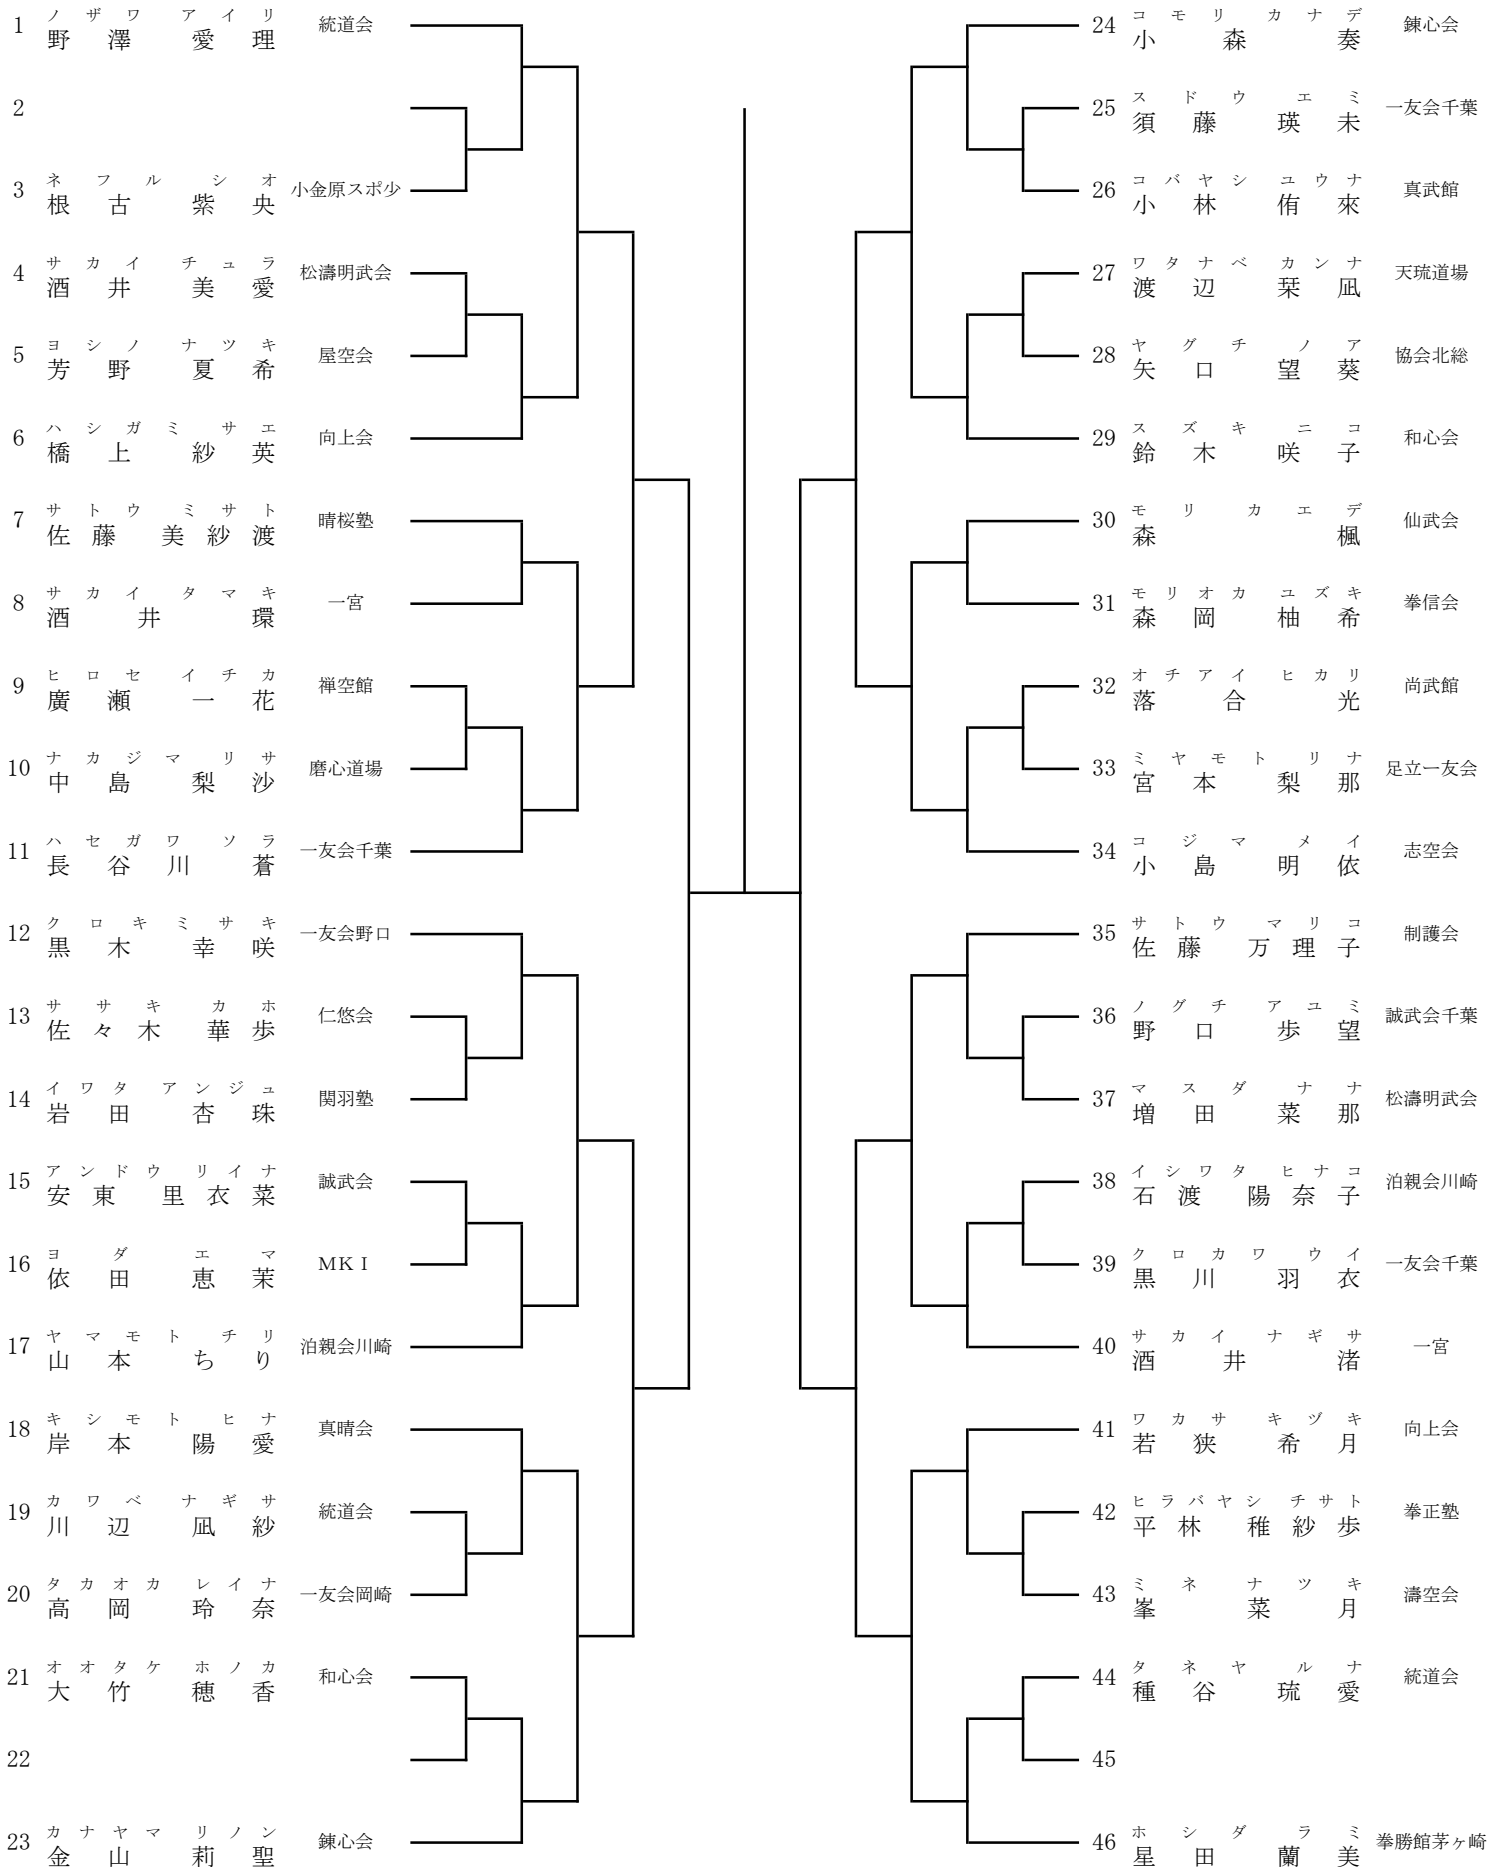 ノザワ アイリ
1 野澤 愛理 統道会
2
ネフル シオ
3 根古 紫央 小金原スポ少
サカイ チュラ
4 酒井 美愛 松濤明武会
ヨシノ ナツキ
5 芳野 夏希 屋空会
ハシガミ サエ
6 橋上 紗英 向上会
サトウ ミサト
7 佐藤 美紗渡 晴桜塾
サカイ タマキ
8 酒井 環 一宮
ヒロセ イチカ
9 廣瀬 一花 禅空館
ナカジマ リサ
10 中島 梨沙 磨心道場
ハセガワ ソラ
11 長谷川 蒼 一友会千葉
クロキ ミサキ
12 黒木 幸咲 一友会野口
ササキ カホ
13 佐々木 華歩 仁悠会
イワタ アンジュ
14 岩田 杏珠 関羽塾
アンドウ リイナ
15 安東 里衣菜 誠武会
ヨダ エマ
16 依田 恵茉 MKI
ヤマモト チリ
17 山本 ちり 泊親会川崎
キシモト ヒナ
18 岸本 陽愛 真晴会
カワベ ナギサ
19 川辺 凪紗 統道会
タカオカ レイナ
20 高岡 玲奈 一友会岡崎
オオタケ ホノカ
21 大竹 穂香 和心会
22
カナヤマ リノン
23 金山 莉聖 錬心会
コモリ カナデ
24 小森 奏 錬心会
スドウ エミ
25 須藤 瑛未 一友会千葉
コバヤシ ユウナ
26 小林 侑來 真武館
ワタナベ カンナ
27 渡辺 栞凪 天琉道場
ヤグチ ノア
28 矢口 望葵 協会北総
スズキ ニコ
29 鈴木 咲子 和心会
モリ カエデ
30 森 楓 仙武会
モリオカ ユズキ
31 森岡 柚希 拳信会
オチアイ ヒカリ
32 落合 光 尚武館
ミヤモト リナ
33 宮本 梨那 足立一友会
コジマ メイ
34 小島 明依 志空会
サトウ マリコ
35 佐藤 万理子 制護会
ノグチ アユミ
36 野口 歩望 誠武会千葉
マスダ ナナ
37 増田 菜那 松濤明武会
イシワタ ヒナコ
38 石渡 陽奈子 泊親会川崎
クロカワ ウイ
39 黒川 羽衣 一友会千葉
サカイ ナギサ
40 酒井 渚 一宮
ワカサ キヅキ
41 若狭 希月 向上会
ヒラバヤシ チサト
42 平林 稚紗歩 拳正塾
ミネ ナツキ
43 峯 菜月 濤空会
タネヤ ルナ
44 種谷 琉愛 統道会
45
ホシダ ラミ
46 星田 蘭美 拳勝館茅ヶ崎